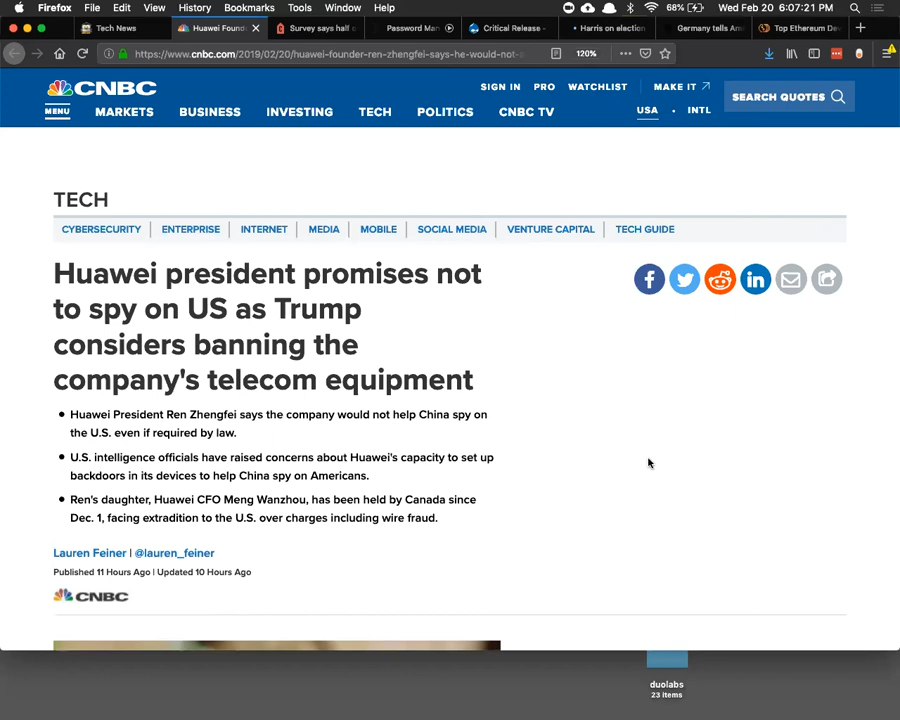 Firefox File Edit View History Bookmarks Tools Window Help 68% Wed Feb 20 6:07:21 PM
Tech News Huawei Found Survey says half Password Man Critical Release Harris on election Germany tells Am Top Ethereum De
https://www.cnbc.com/2019/02/20/huawei-founder-ren-zhengfei-says-he-would-not- 120%
CNBC SIGN IN PRO WATCHLIST MAKE IT SEARCH QUOTES
MENU MARKETS BUSINESS INVESTING TECH POLITICS CNBC TV USA • INTL
TECH
CYBERSECURITY ENTERPRISE INTERNET MEDIA MOBILE SOCIAL MEDIA VENTURE CAPITAL TECH GUIDE
Huawei president promises not
to spy on US as Trump
considers banning the
company's telecom equipment
• Huawei President Ren Zhengfei says the company would not help China spy on
the U.S. even if required by law.
• U.S. intelligence officials have raised concerns about Huawei's capacity to set up
backdoors in its devices to help China spy on Americans.
• Ren's daughter, Huawei CFO Meng Wanzhou, has been held by Canada since
Dec. 1, facing extradition to the U.S. over charges including wire fraud.
Lauren Feiner | @lauren_feiner
Published 11 Hours Ago | Updated 10 Hours Ago
CNBC
duolabs
23 items